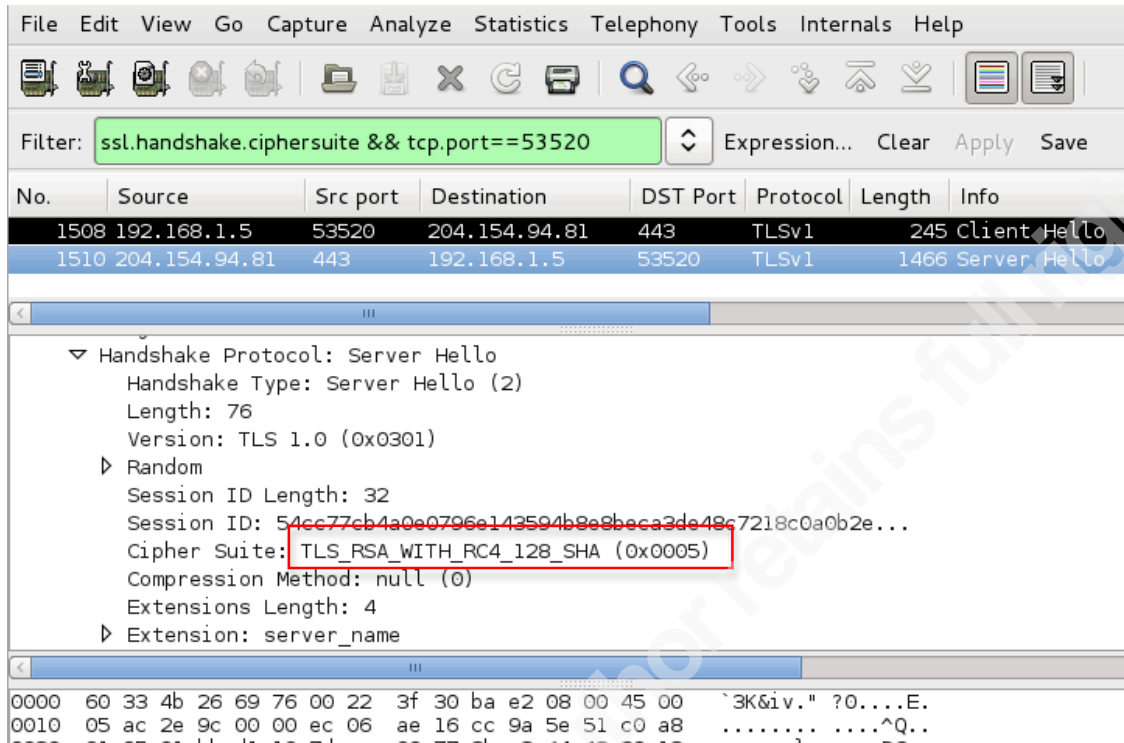 File Edit View Go Capture Analyze Statistics Telephony Tools Internals Help
Filter: ssl.handshake.ciphersuite && tcp.port==53520 Expression... Clear Apply Save
No. Source Src port Destination DST Port Protocol Length Info
1508 192.168.1.5 53520 204.154.94.81 443 TLSv1 245 Client Hello
1510 204.154.94.81 443 192.168.1.5 53520 TLSv1 1466 Server Hello
Handshake Protocol: Server Hello
Handshake Type: Server Hello (2)
Length: 76
Version: TLS 1.0 (0x0301)
Random
Session ID Length: 32
Session ID: 54cc77cb4a0e0796e143594b8e8beca3de48c7218c0a0b2e...
Cipher Suite: TLS_RSA_WITH_RC4_128_SHA (0x0005)
Compression Method: null (0)
Extensions Length: 4
Extension: server_name
0000 60 33 4b 26 69 76 00 22 3f 30 ba e2 08 00 45 00 `3K&iv." ?0....E.
0010 05 ac 2e 9c 00 00 ec 06 ae 16 cc 9a 5e 51 c0 a8 ........ ....^Q..
hor retains full rig